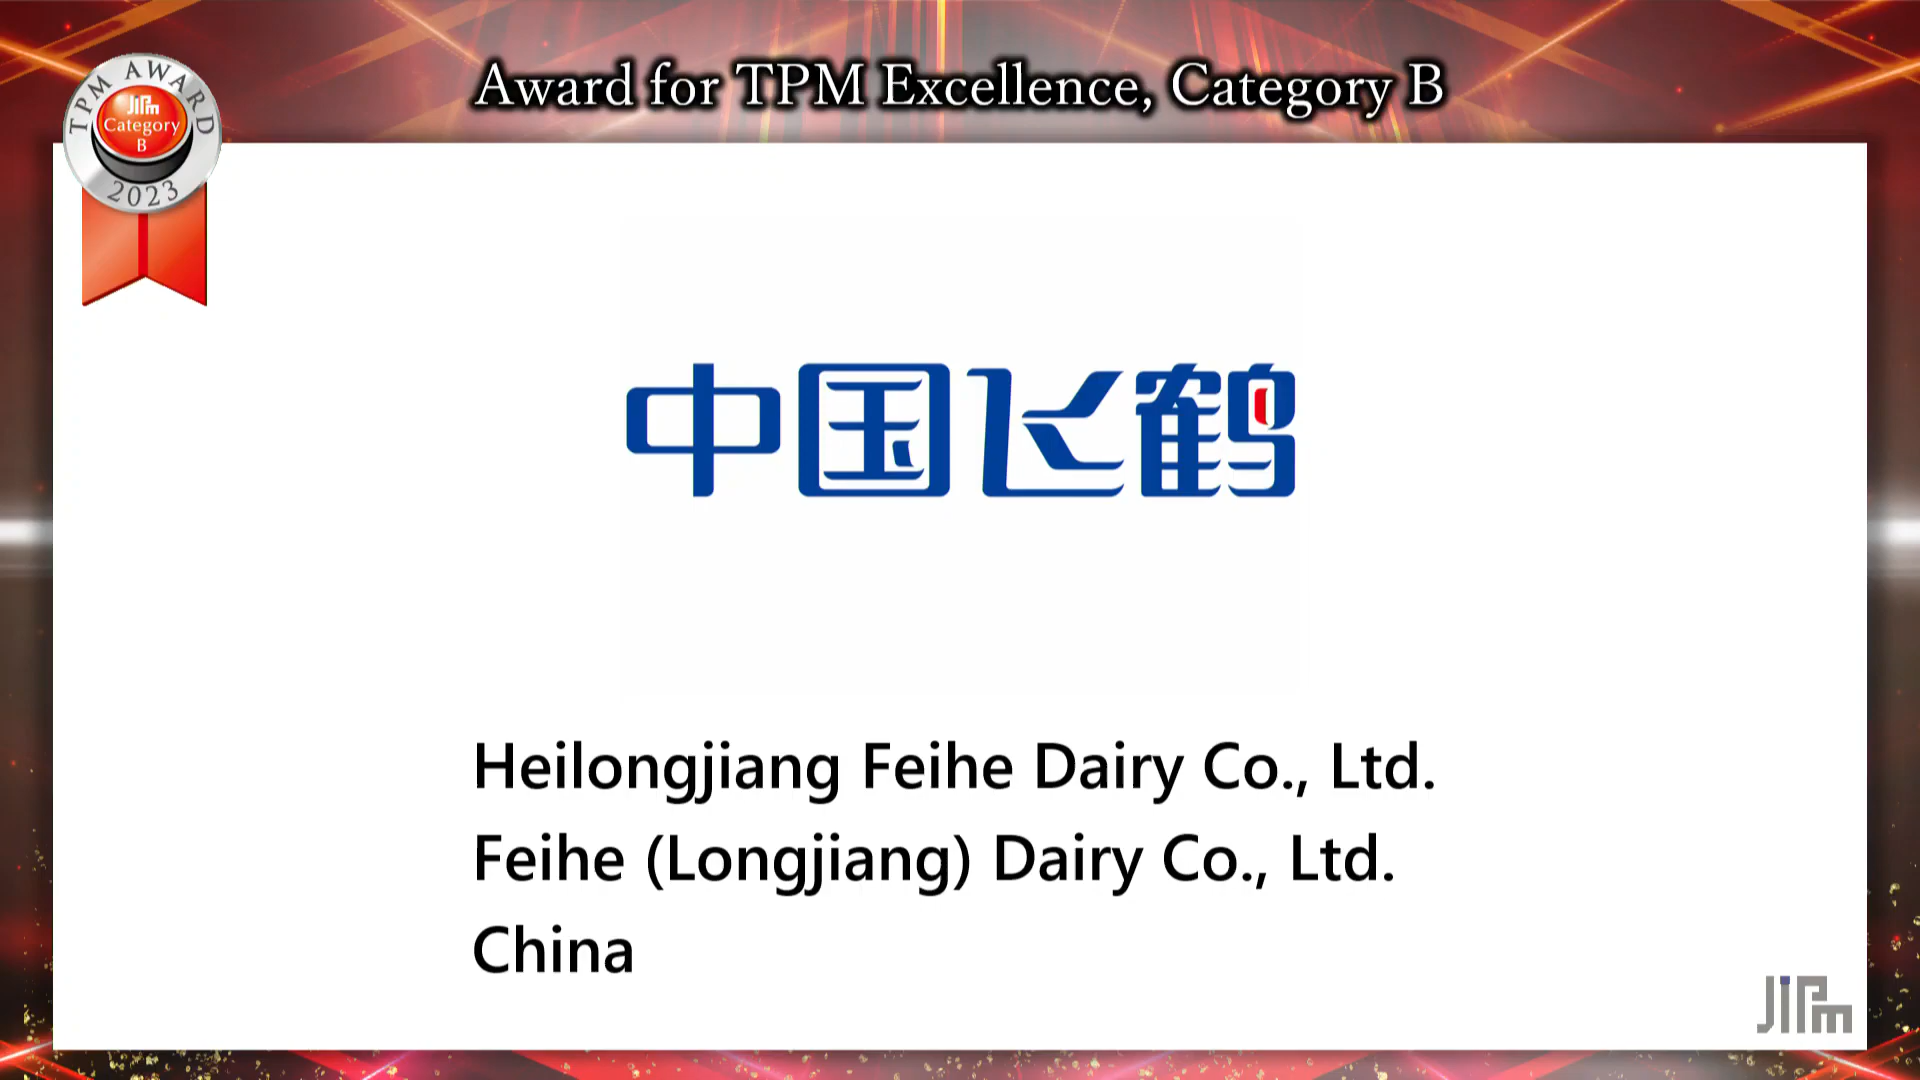 Award for TPM Excellence, Category B
TPM AWARD
JIPm
Category
B
2023
中国飞鹤
Heilongjiang Feihe Dairy Co., Ltd.
Feihe (Longjiang) Dairy Co., Ltd.
China
JIPm